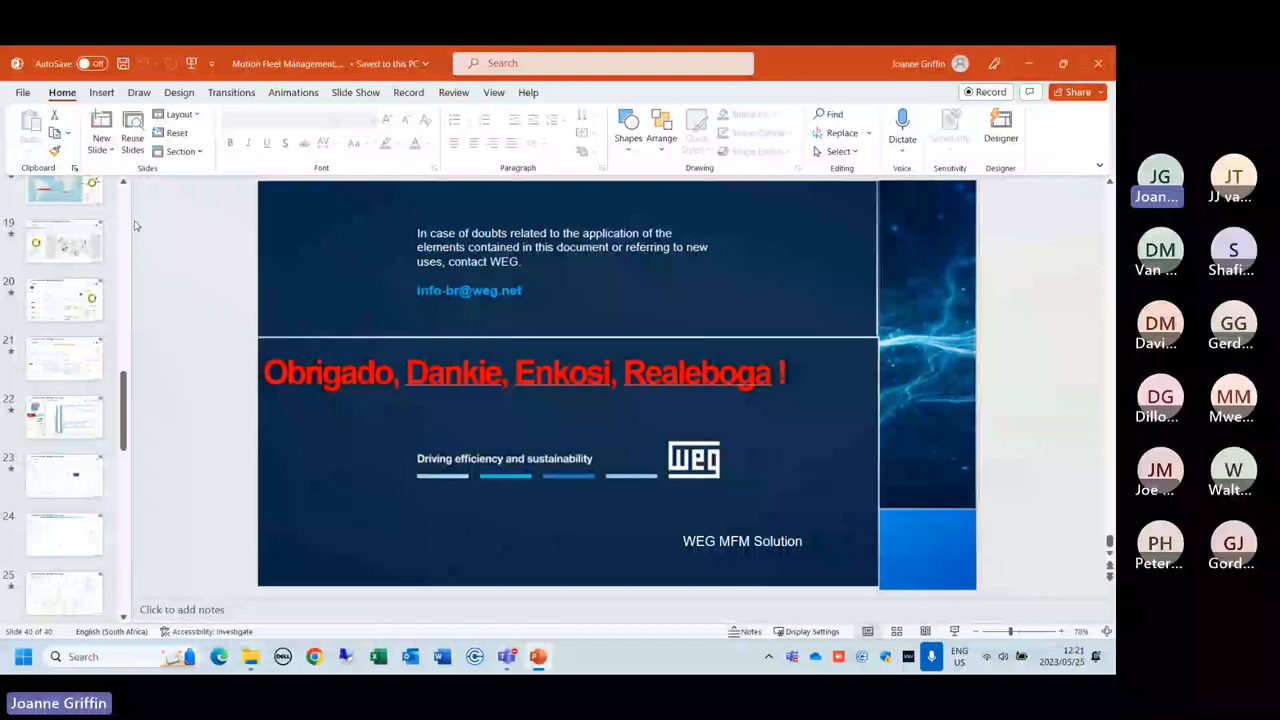 AutoSave
Off
Motion Fleet Management,... • Saved to this PC
Search
Joanne Griffin
File
Home
Insert
Draw
Design
Transitions
Animations
Slide Show
Record
Review
View
Help
Record
Share
New
Slide
Reuse
Slides
Layout
Reset
Section
Shapes
Arrange
Quick
Styles
Find
Replace
Select
Dictate
Sensitivity
Designer
Clipboard
Slides
Font
Paragraph
Drawing
Editing
Voice
Sensitivity
Designer
19
20
21
22
23
24
25
In case of doubts related to the application of the
elements contained in this document or referring to new
uses, contact WEG.
info-br@weg.net
Obrigado, Dankie, Enkosi, Realeboga !
Driving efficiency and sustainability
weg
WEG MFM Solution
Click to add notes
Slide 40 of 40
English (South Africa)
Accessibility: Investigate
Notes
Display Settings
78%
Search
DELL
ENG
US
12:21
2023/05/25
JG
Joan...
JT
JJ va...
DM
Van ...
S
Shafi...
DM
Davi...
GG
Gerd...
DG
Dillo...
MM
Mwe...
JM
Joe ...
W
Walt...
PH
Peter...
GJ
Gord...
Joanne Griffin